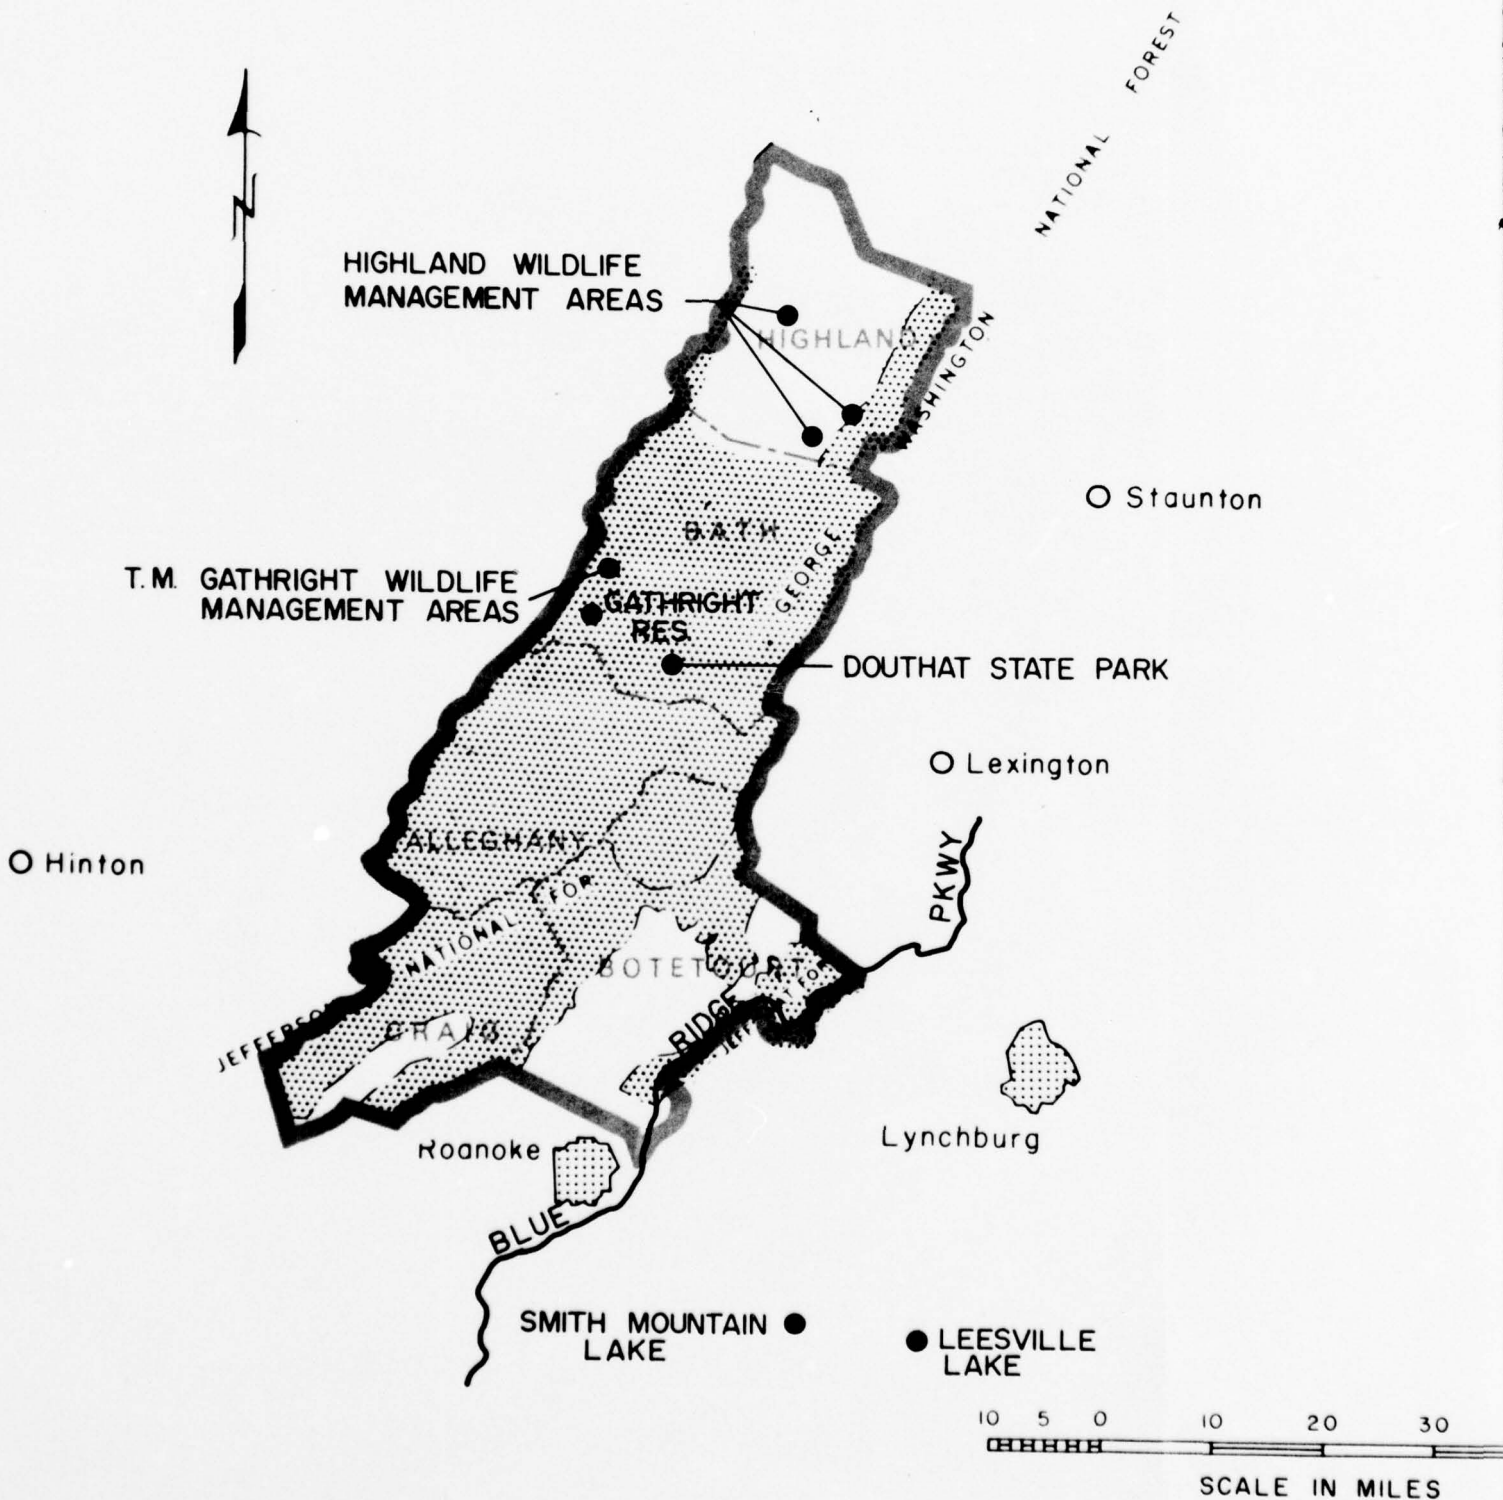 NATIONAL FOREST
HIGHLAND WILDLIFE
MANAGEMENT AREAS
HIGHLAND
WASHINGTON
Staunton
BATH
GEORGE
T. M. GATHRIGHT WILDLIFE
MANAGEMENT AREAS
GATHRIGHT
RES.
DOUTHAT STATE PARK
Lexington
ALLEGHANY
Hinton
PKWY
NATIONAL FOR
BOTETOURT
RIDGE
JEFFERSON
CRAIG
Roanoke
Lynchburg
BLUE
SMITH MOUNTAIN
LAKE
LEESVILLE
LAKE
10 5 0 10 20 30
SCALE IN MILES